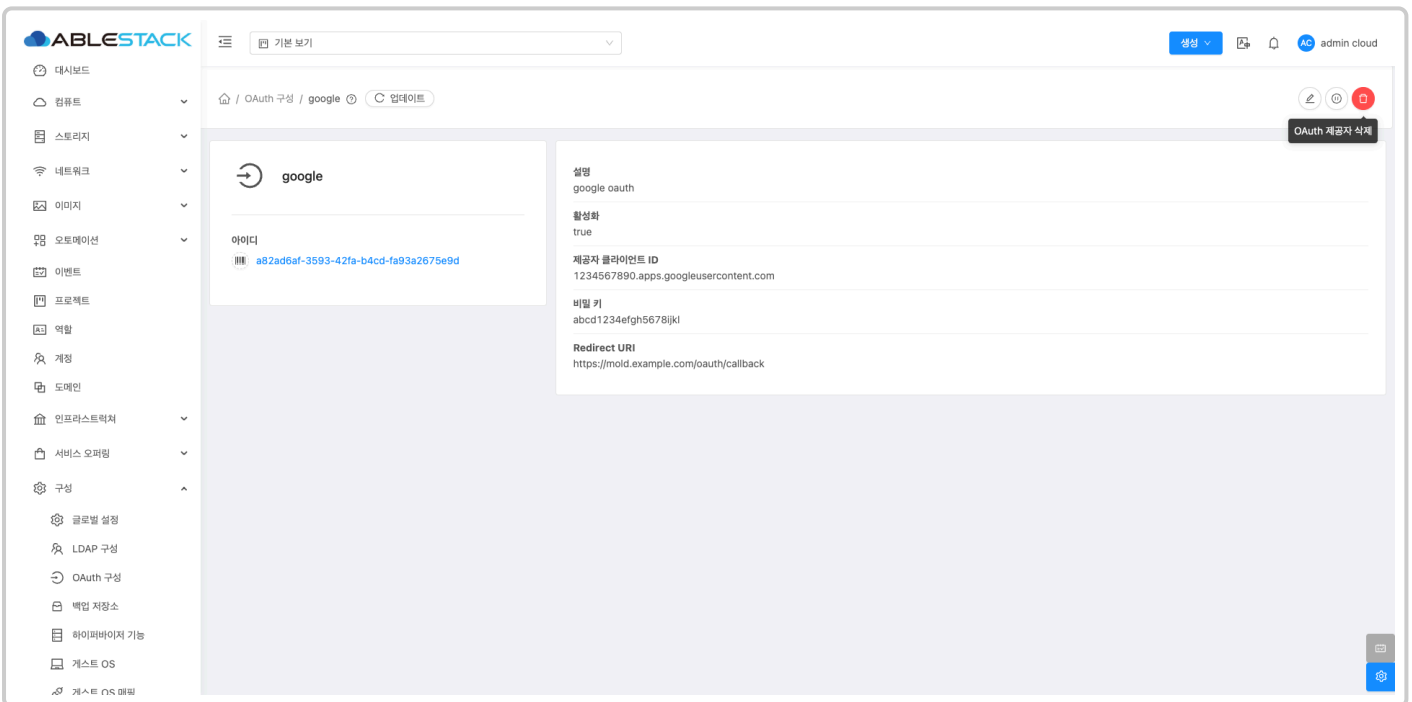 ABLESTACK
기본 보기
생성
AC
admin cloud
대시보드
컴퓨트
스토리지
네트워크
이미지
오토메이션
이벤트
프로젝트
역할
계정
도메인
인프라스트럭쳐
서비스 오퍼링
구성
글로벌 설정
LDAP 구성
OAuth 구성
백업 저장소
하이퍼바이저 기능
게스트 OS
게스트 OS 매핑
/ OAuth 구성 / google
업데이트
OAuth 제공자 삭제
google
아이디
a82ad6af-3593-42fa-b4cd-fa93a2675e9d
설명
google oauth
활성화
true
제공자 클라이언트 ID
1234567890.apps.googleusercontent.com
비밀 키
abcd1234efgh5678ijkl
Redirect URI
https://mold.example.com/oauth/callback